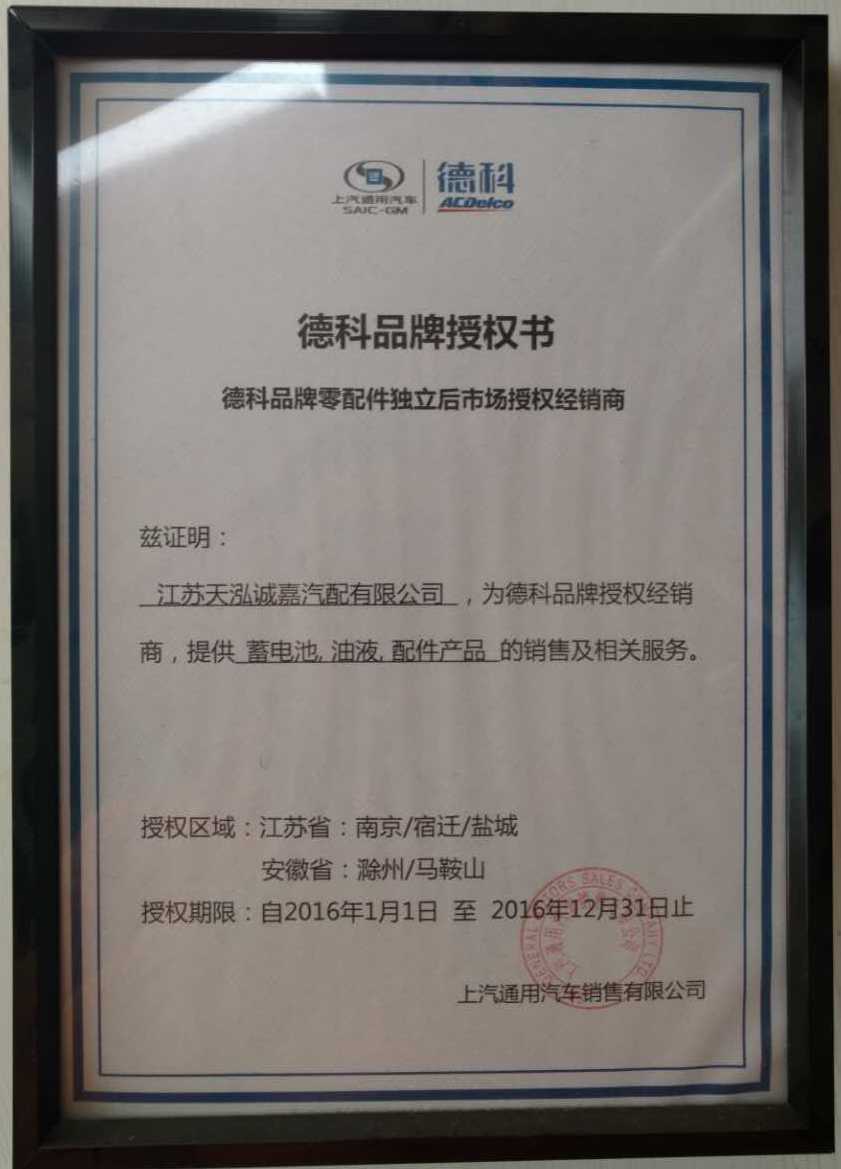 上汽通用汽车
SAIC-GM
德科
ACDelco
德科品牌授权书
德科品牌零配件独立后市场授权经销商
兹证明：
江苏天泓诚嘉汽配有限公司 ，为德科品牌授权经销
商，提供 蓄电池, 油液, 配件产品 的销售及相关服务。
授权区域：江苏省：南京/宿迁/盐城
安徽省：滁州/马鞍山
授权期限：自2016年1月1日 至 2016年12月31日止
上汽通用汽车销售有限公司